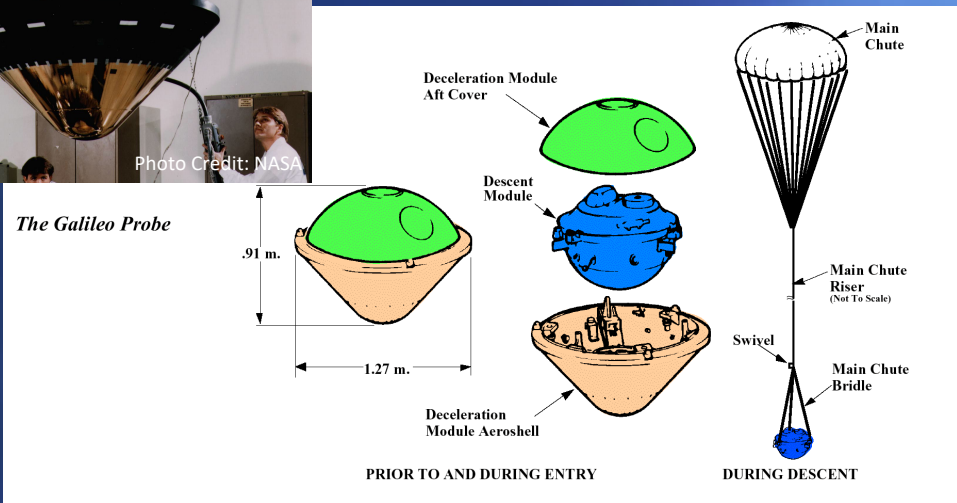 Photo Credit: NASA
The Galileo Probe
.91 m.
1.27 m.
Deceleration Module
Aft Cover
Descent
Module
Deceleration
Module Aeroshell
PRIOR TO AND DURING ENTRY
Main
Chute
Main Chute
Riser
(Not To Scale)
Swivel
Main Chute
Bridle
DURING DESCENT